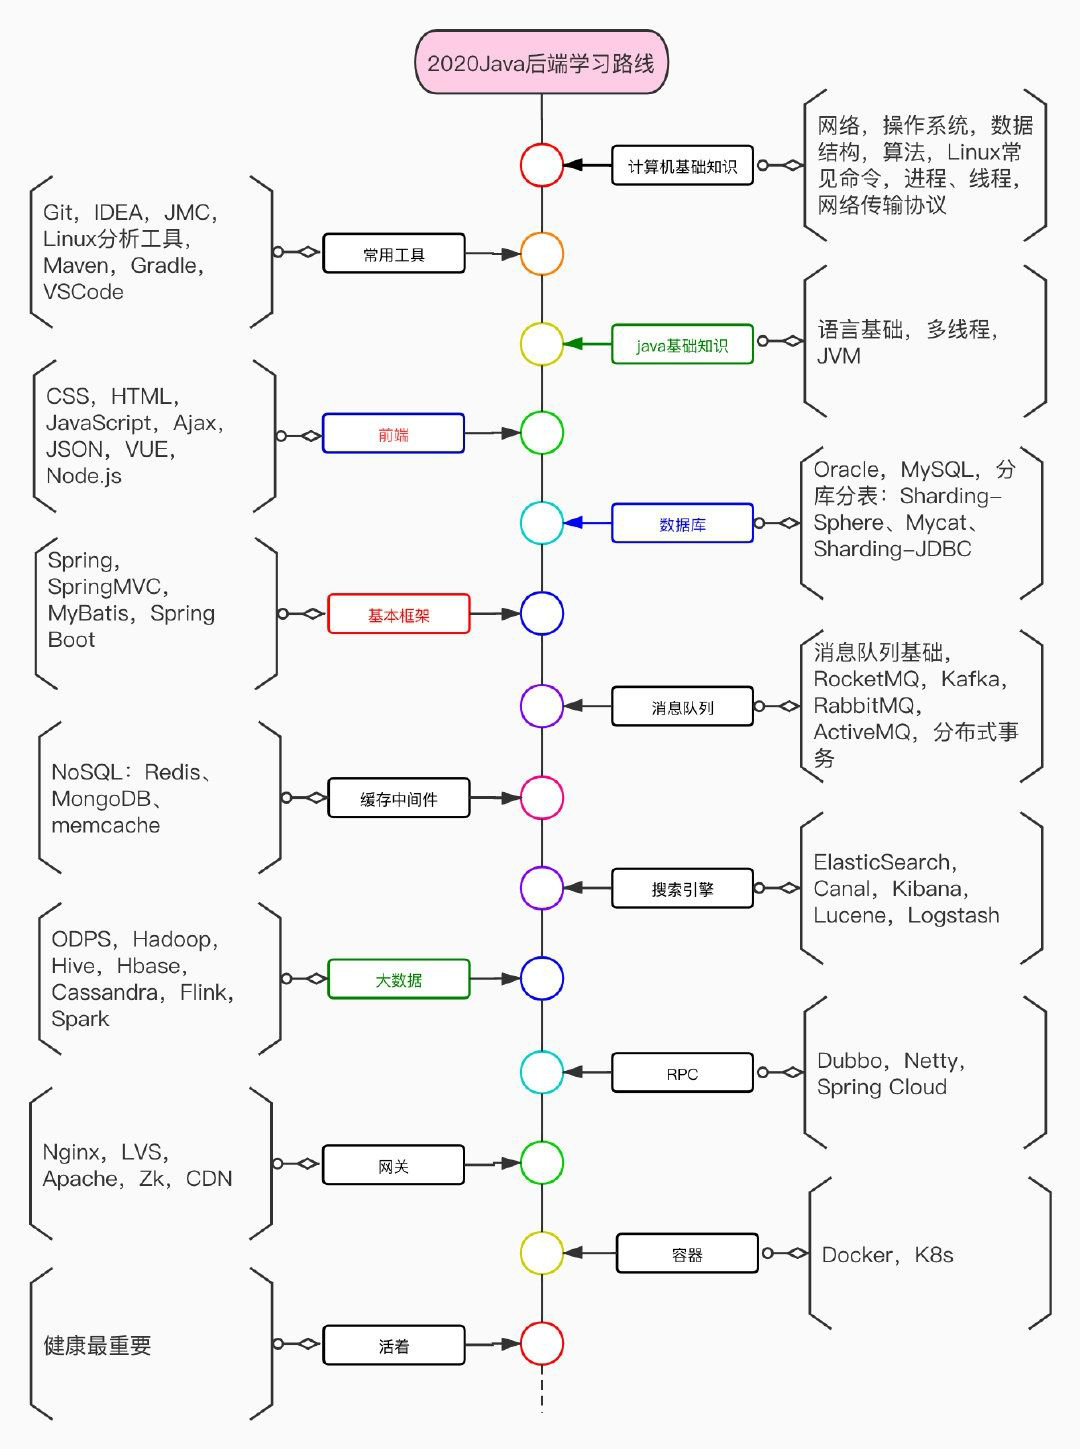 2020Java后端学习路线
计算机基础知识
网络，操作系统，数据
结构，算法，Linux常
见命令，进程、线程，
网络传输协议
Git，IDEA，JMC，
Linux分析工具，
Maven，Gradle，
VSCode
常用工具
java基础知识
语言基础，多线程，
JVM
CSS，HTML，
JavaScript，Ajax，
JSON，VUE，
Node.js
前端
数据库
Oracle，MySQL，分
库分表：Sharding-
Sphere、Mycat、
Sharding-JDBC
Spring，
SpringMVC，
MyBatis，Spring
Boot
基本框架
消息队列
消息队列基础，
RocketMQ，Kafka，
RabbitMQ，
ActiveMQ，分布式事
务
NoSQL：Redis、
MongoDB、
memcache
缓存中间件
搜索引擎
ElasticSearch，
Canal，Kibana，
Lucene，Logstash
ODPS，Hadoop，
Hive，Hbase，
Cassandra，Flink，
Spark
大数据
RPC
Dubbo，Netty，
Spring Cloud
Nginx，LVS，
Apache，Zk，CDN
网关
容器
Docker，K8s
健康最重要
活着